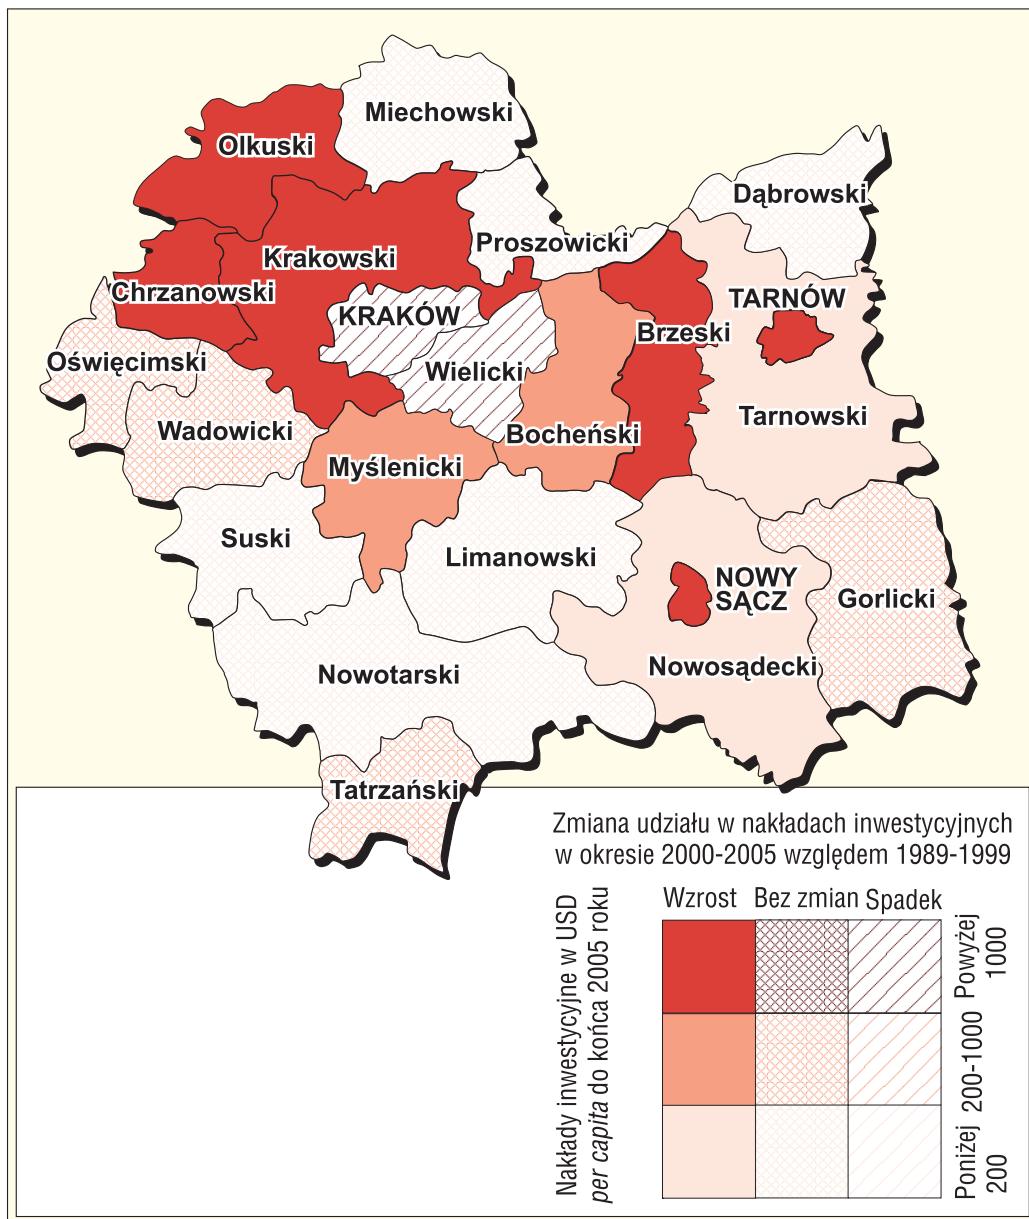 Miechowski
Olkuski
Dąbrowski
Proszowicki
Krakowski
Chrzanowski
TARNÓW
KRAKÓW
Brzeski
Oświęcimski
Wielicki
Tarnowski
Wadowicki
Bocheński
Myślenicki
Suski
Limanowski
NOWY
SĄCZ
Gorlicki
Nowosądecki
Nowotarski
Tatrzański
Zmiana udziału w nakładach inwestycyjnych
w okresie 2000-2005 względem 1989-1999
Wzrost
Bez zmian
Spadek
Nakłady inwestycyjne w USD
per capita do końca 2005 roku
Powyżej
1000
200-1000
Poniżej
200